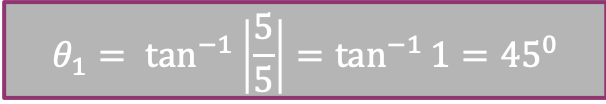 θ₁ = tan⁻¹ |5/5| = tan⁻¹ 1 = 45⁰